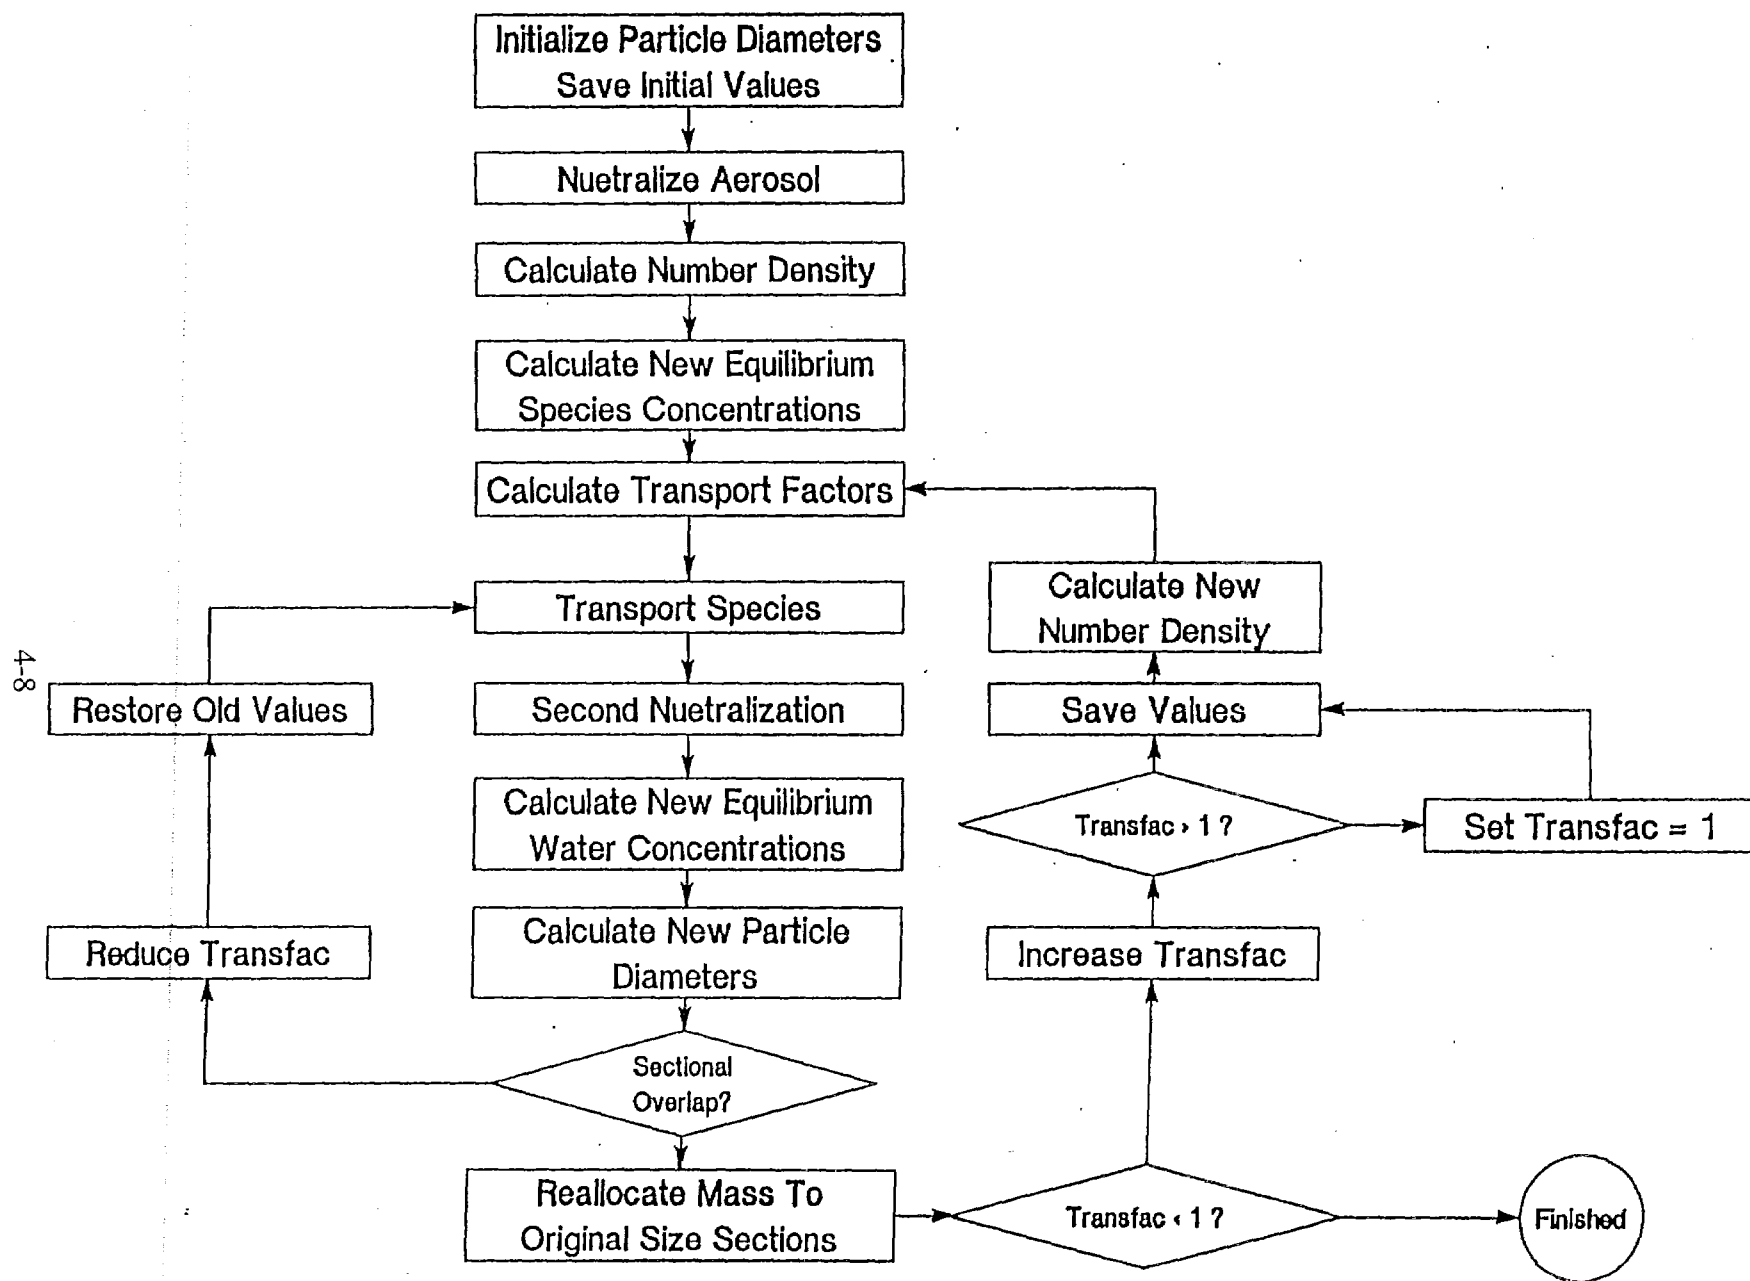 Initialize Particle Diameters
Save Initial Values
Nuetralize Aerosol
Calculate Number Density
Calculate New Equilibrium
Species Concentrations
Calculate Transport Factors
Transport Species
Second Nuetralization
Calculate New Equilibrium
Water Concentrations
Calculate New Particle
Diameters
Sectional
Overlap?
Reallocate Mass To
Original Size Sections
Reduce Transfac
Restore Old Values
Transfac < 1 ?
Finished
Increase Transfac
Transfac > 1 ?
Set Transfac = 1
Save Values
Calculate New
Number Density
4-8